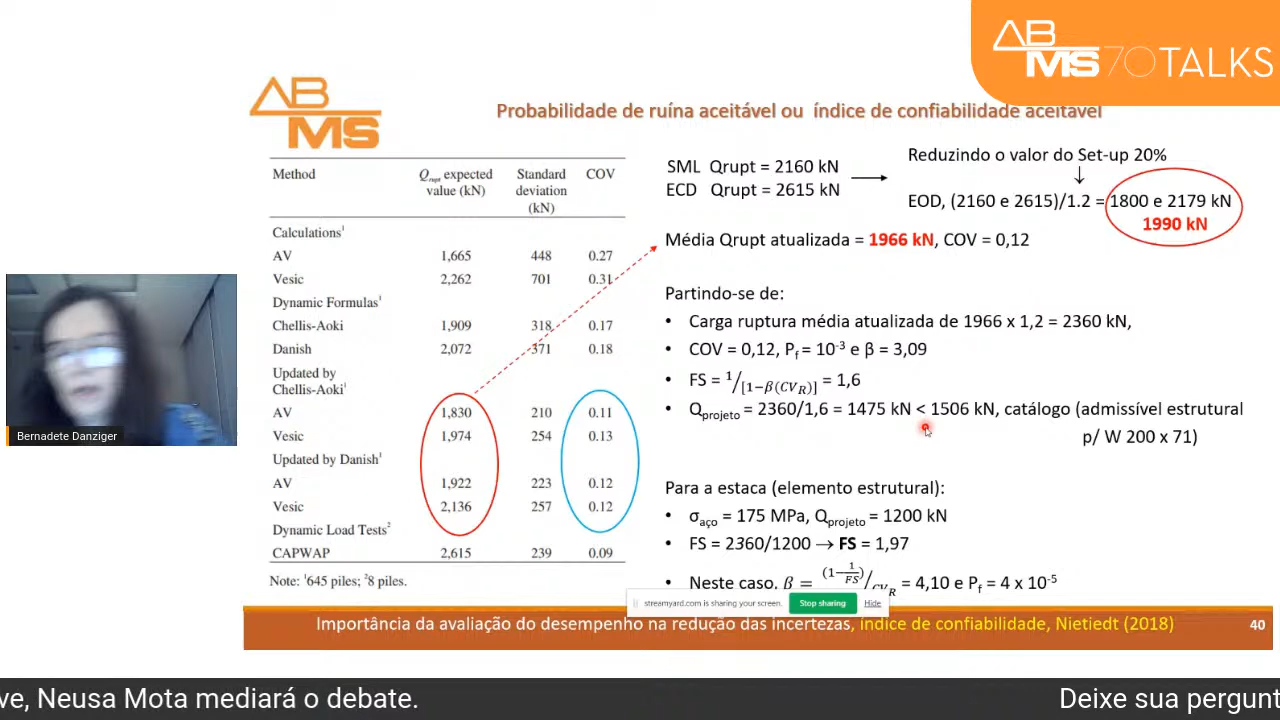 AB
MS 70 TALKS
AB
MS
Probabilidade de ruína aceitável ou índice de confiabilidade aceitável
Method Qrupt expected value (kN) Standard deviation (kN) COV
Calculations¹
AV 1,665 448 0.27
Vesic 2,262 701 0.31
Dynamic Formulas¹
Chellis-Aoki 1,909 318 0.17
Danish 2,072 371 0.18
Updated by
Chellis-Aoki¹
AV 1,830 210 0.11
Vesic 1,974 254 0.13
Updated by Danish¹
AV 1,922 223 0.12
Vesic 2,136 257 0.12
Dynamic Load Tests²
CAPWAP 2,615 239 0.09
Note: ¹645 piles; ²8 piles.
SML Qrupt = 2160 kN
ECD Qrupt = 2615 kN
Reduzindo o valor do Set-up 20%
EOD, (2160 e 2615)/1.2 = 1800 e 2179 kN
1990 kN
Média Qrupt atualizada = 1966 kN, COV = 0,12
Partindo-se de:
• Carga ruptura média atualizada de 1966 x 1,2 = 2360 kN,
• COV = 0,12, Pf = 10⁻³ e β = 3,09
• FS = 1/[1−β(CVR)] = 1,6
• Qprojeto = 2360/1,6 = 1475 kN < 1506 kN, catálogo (admissível estrutural
p/ W 200 x 71)
Para a estaca (elemento estrutural):
• σaço = 175 MPa, Qprojeto = 1200 kN
• FS = 2360/1200 → FS = 1,97
• Neste caso, β = (1−1/FS)/CVR = 4,10 e Pf = 4 x 10⁻⁵
streamyard.com is sharing your screen. Stop sharing Hide
Importância da avaliação do desempenho na redução das incertezas, índice de confiabilidade, Nietiedt (2018) 40
Bernadete Danziger
ve, Neusa Mota mediará o debate. Deixe sua pergunt